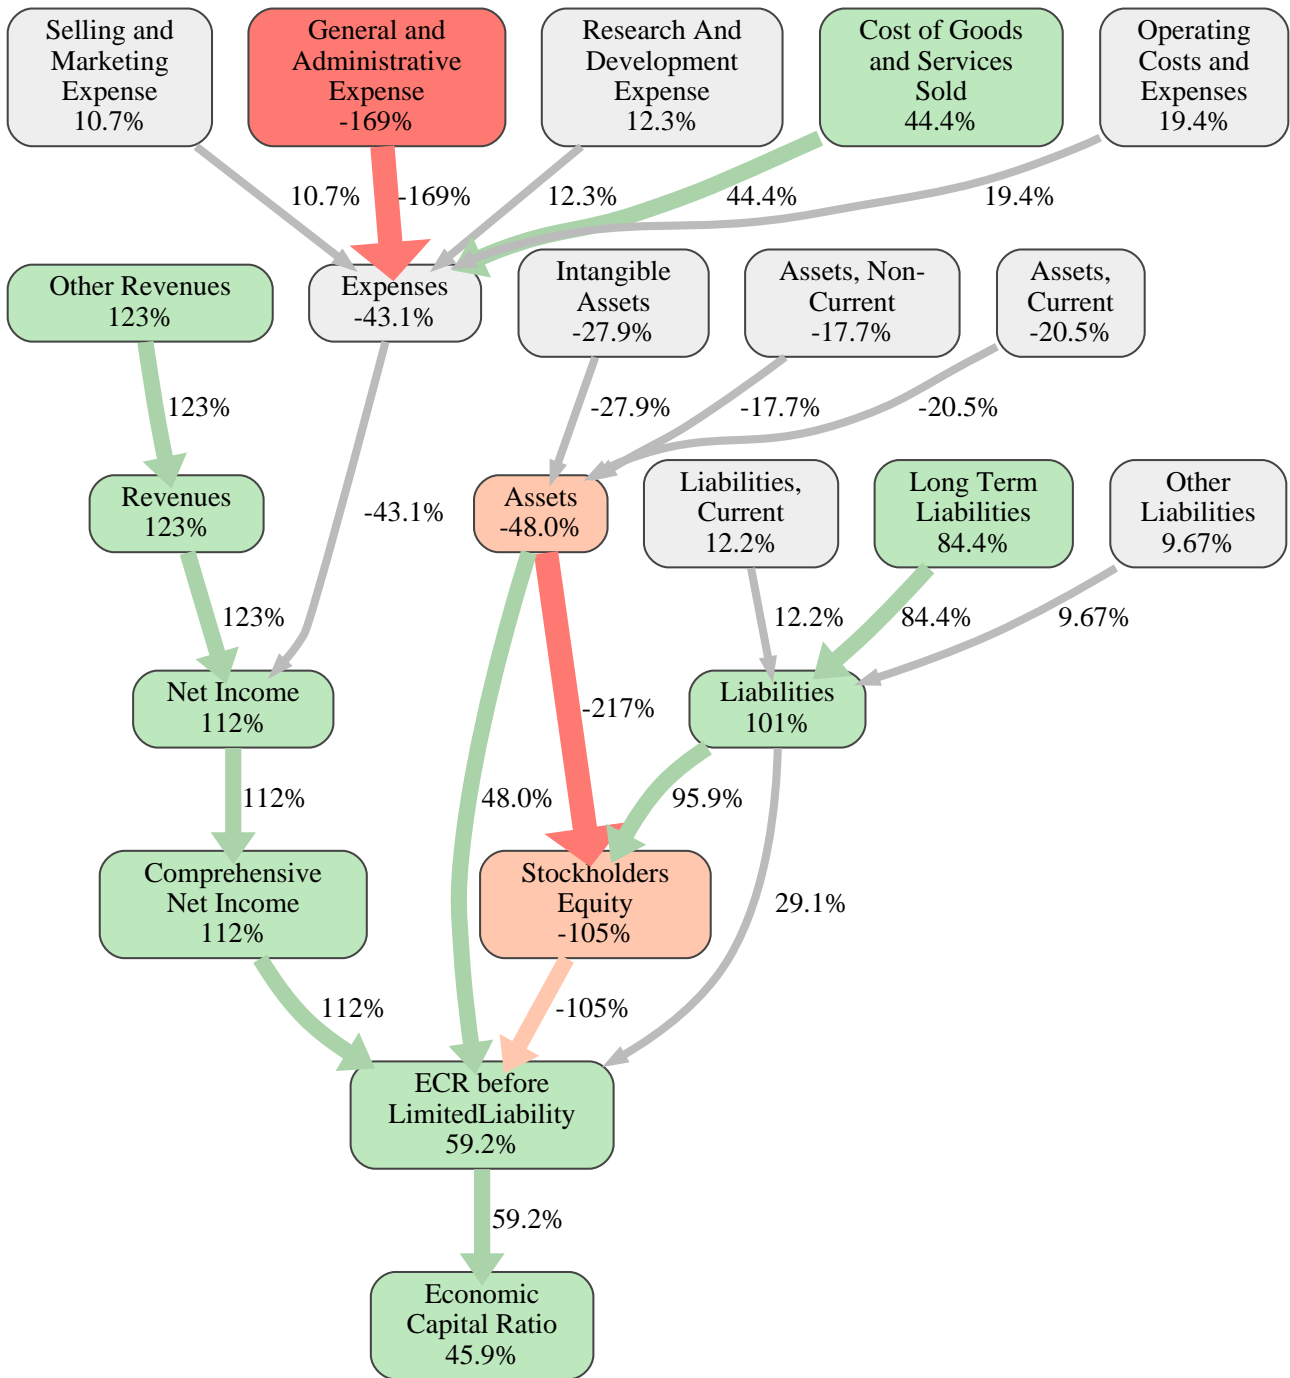 Selling and
Marketing
Expense
10.7%
General and
Administrative
Expense
-169%
Research And
Development
Expense
12.3%
Cost of Goods
and Services
Sold
44.4%
Operating
Costs and
Expenses
19.4%
10.7%
-169%
12.3%
44.4%
19.4%
Other Revenues
123%
Expenses
-43.1%
Intangible
Assets
-27.9%
Assets, Non-
Current
-17.7%
Assets,
Current
-20.5%
123%
-27.9%
-17.7%
-20.5%
Revenues
123%
-43.1%
Assets
-48.0%
Liabilities,
Current
12.2%
Long Term
Liabilities
84.4%
Other
Liabilities
9.67%
123%
12.2%
84.4%
9.67%
Net Income
112%
-217%
Liabilities
101%
112%
48.0%
95.9%
Comprehensive
Net Income
112%
Stockholders
Equity
-105%
29.1%
112%
-105%
ECR before
LimitedLiability
59.2%
59.2%
Economic
Capital Ratio
45.9%